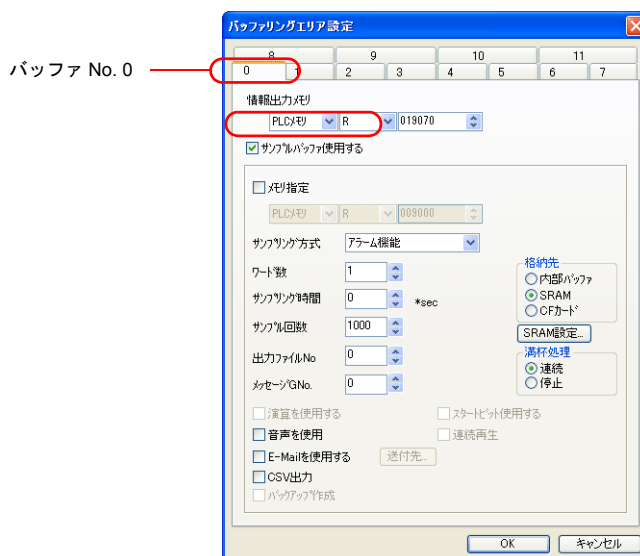 バッファリングエリア設定
バッファ No. 0
8 9 10 11
0 1 2 3 4 5 6 7
情報出力メモリ
PLCメモリ R 019070
サンプルバッファ使用する
メモリ指定
PLCメモリ R 009000
サンプリング方式 アラーム機能
ワード数 1
サンプリング時間 0 *sec
サンプル回数 1000
出力ファイルNo 0
メッセージGNo. 0
格納先
内部バッファ
SRAM
CFカード
SRAM設定...
満杯処理
連続
停止
演算を使用する スタートビット使用する
音声を使用 連続再生
E-Mailを使用する 送付先...
CSV出力
バックアップ作成
OK キャンセル